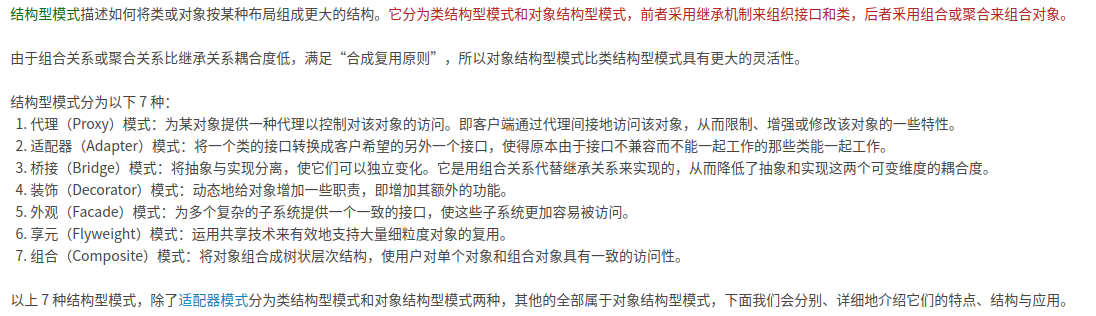 结构型模式描述如何将类或对象按某种布局组成更大的结构。它分为类结构型模式和对象结构型模式，前者采用继承机制来组织接口和类，后者釆用组合或聚合来组合对象。
由于组合关系或聚合关系比继承关系耦合度低，满足“合成复用原则”，所以对象结构型模式比类结构型模式具有更大的灵活性。
结构型模式分为以下 7 种：
1. 代理（Proxy）模式：为某对象提供一种代理以控制对该对象的访问。即客户端通过代理间接地访问该对象，从而限制、增强或修改该对象的一些特性。
2. 适配器（Adapter）模式：将一个类的接口转换成客户希望的另外一个接口，使得原本由于接口不兼容而不能一起工作的那些类能一起工作。
3. 桥接（Bridge）模式：将抽象与实现分离，使它们可以独立变化。它是用组合关系代替继承关系来实现的，从而降低了抽象和实现这两个可变维度的耦合度。
4. 装饰（Decorator）模式：动态地给对象增加一些职责，即增加其额外的功能。
5. 外观（Facade）模式：为多个复杂的子系统提供一个一致的接口，使这些子系统更加容易被访问。
6. 享元（Flyweight）模式：运用共享技术来有效地支持大量细粒度对象的复用。
7. 组合（Composite）模式：将对象组合成树状层次结构，使用户对单个对象和组合对象具有一致的访问性。
以上 7 种结构型模式，除了适配器模式分为类结构型模式和对象结构型模式两种，其他的全部属于对象结构型模式，下面我们会分别、详细地介绍它们的特点、结构与应用。